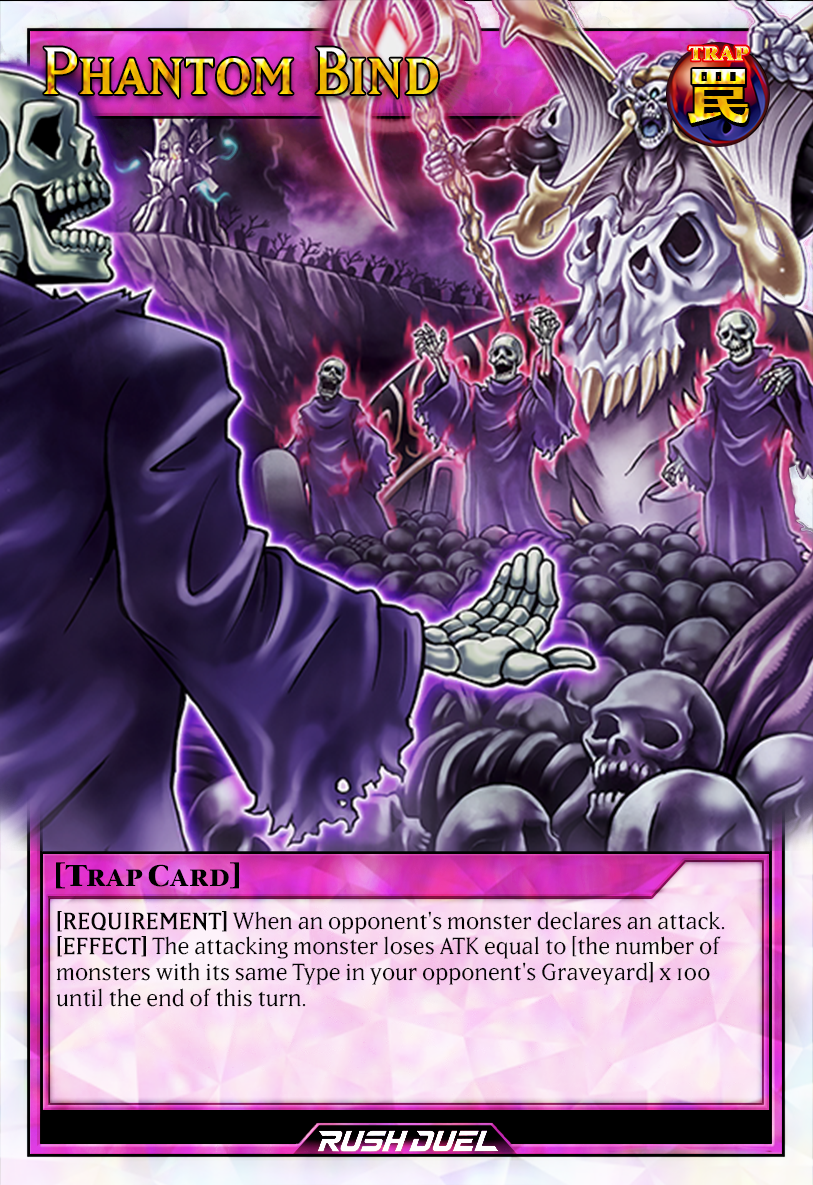 PHANTOM BIND
TRAP
罠
[TRAP CARD]
[REQUIREMENT] When an opponent's monster declares an attack.
[EFFECT] The attacking monster loses ATK equal to [the number of
monsters with its same Type in your opponent's Graveyard] x 100
until the end of this turn.
RUSH DUEL